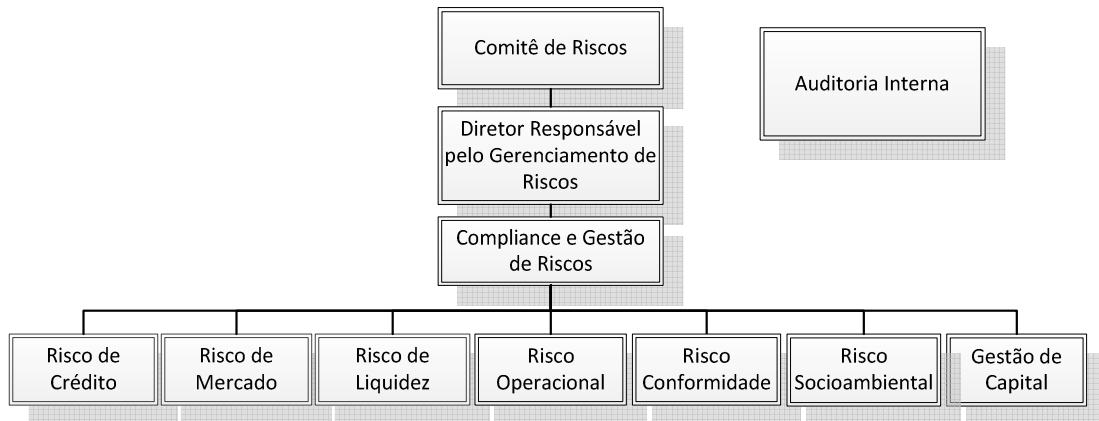 Comitê de Riscos
Auditoria Interna
Diretor Responsável
pelo Gerenciamento de
Riscos
Compliance e Gestão
de Riscos
Risco de
Crédito
Risco de
Mercado
Risco de
Liquidez
Risco
Operacional
Risco
Conformidade
Risco
Socioambiental
Gestão de
Capital